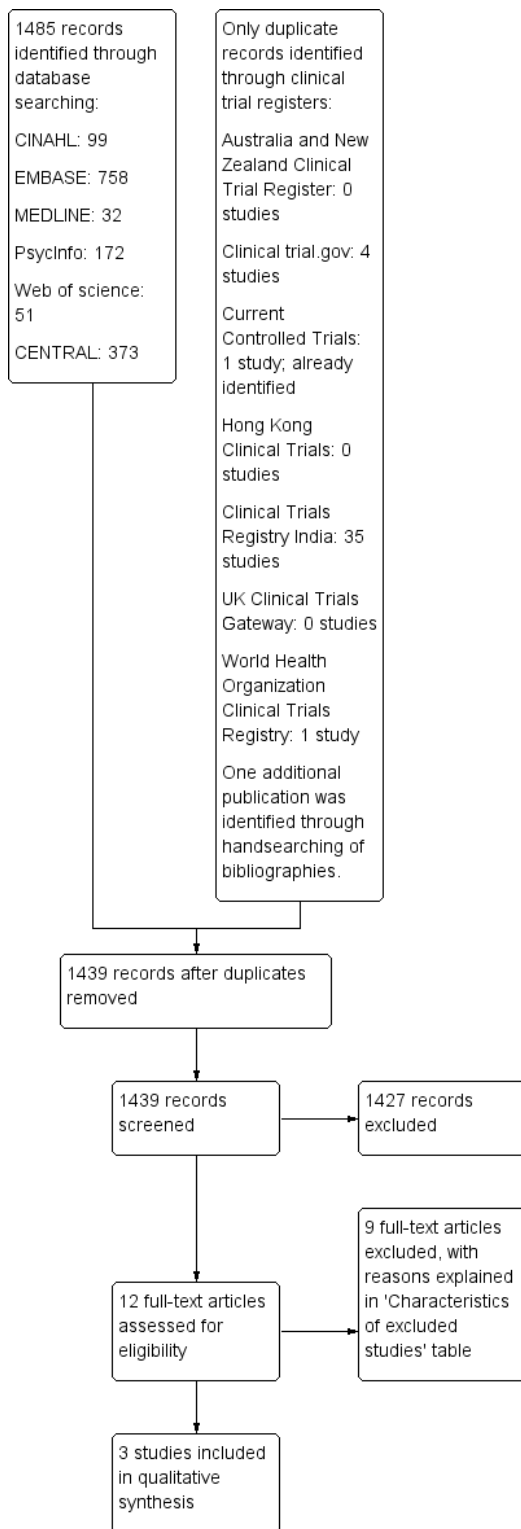 1485 records
identified through
database
searching:
CINAHL: 99
EMBASE: 758
MEDLINE: 32
PsycInfo: 172
Web of science:
51
CENTRAL: 373
Only duplicate
records identified
through clinical
trial registers:
Australia and New
Zealand Clinical
Trial Register: 0
studies
Clinical trial.gov: 4
studies
Current
Controlled Trials:
1 study; already
identified
Hong Kong
Clinical Trials: 0
studies
Clinical Trials
Registry India: 35
studies
UK Clinical Trials
Gateway: 0 studies
World Health
Organization
Clinical Trials
Registry: 1 study
One additional
publication was
identified through
handsearching of
bibliographies.
1439 records after duplicates
removed
1439 records
screened
1427 records
excluded
9 full-text articles
excluded, with
reasons explained
in 'Characteristics
of excluded
studies' table
12 full-text articles
assessed for
eligibility
3 studies included
in qualitative
synthesis